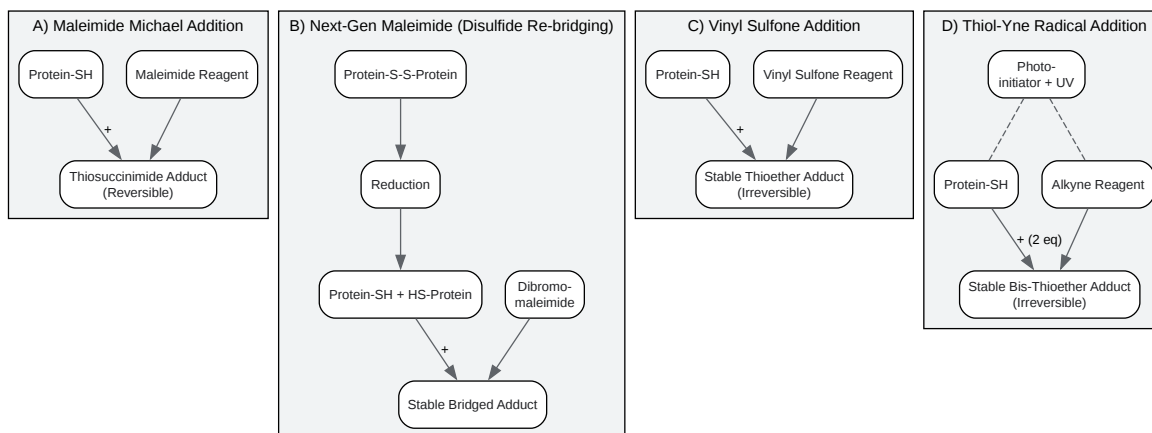 A) Maleimide Michael Addition
Protein-SH
Maleimide Reagent
+
Thiosuccinimide Adduct
(Reversible)
B) Next-Gen Maleimide (Disulfide Re-bridging)
Protein-S-S-Protein
Reduction
Protein-SH + HS-Protein
Dibromo-
maleimide
+
Stable Bridged Adduct
C) Vinyl Sulfone Addition
Protein-SH
Vinyl Sulfone Reagent
+
Stable Thioether Adduct
(Irreversible)
D) Thiol-Yne Radical Addition
Photo-
initiator + UV
Protein-SH
Alkyne Reagent
+ (2 eq)
Stable Bis-Thioether Adduct
(Irreversible)